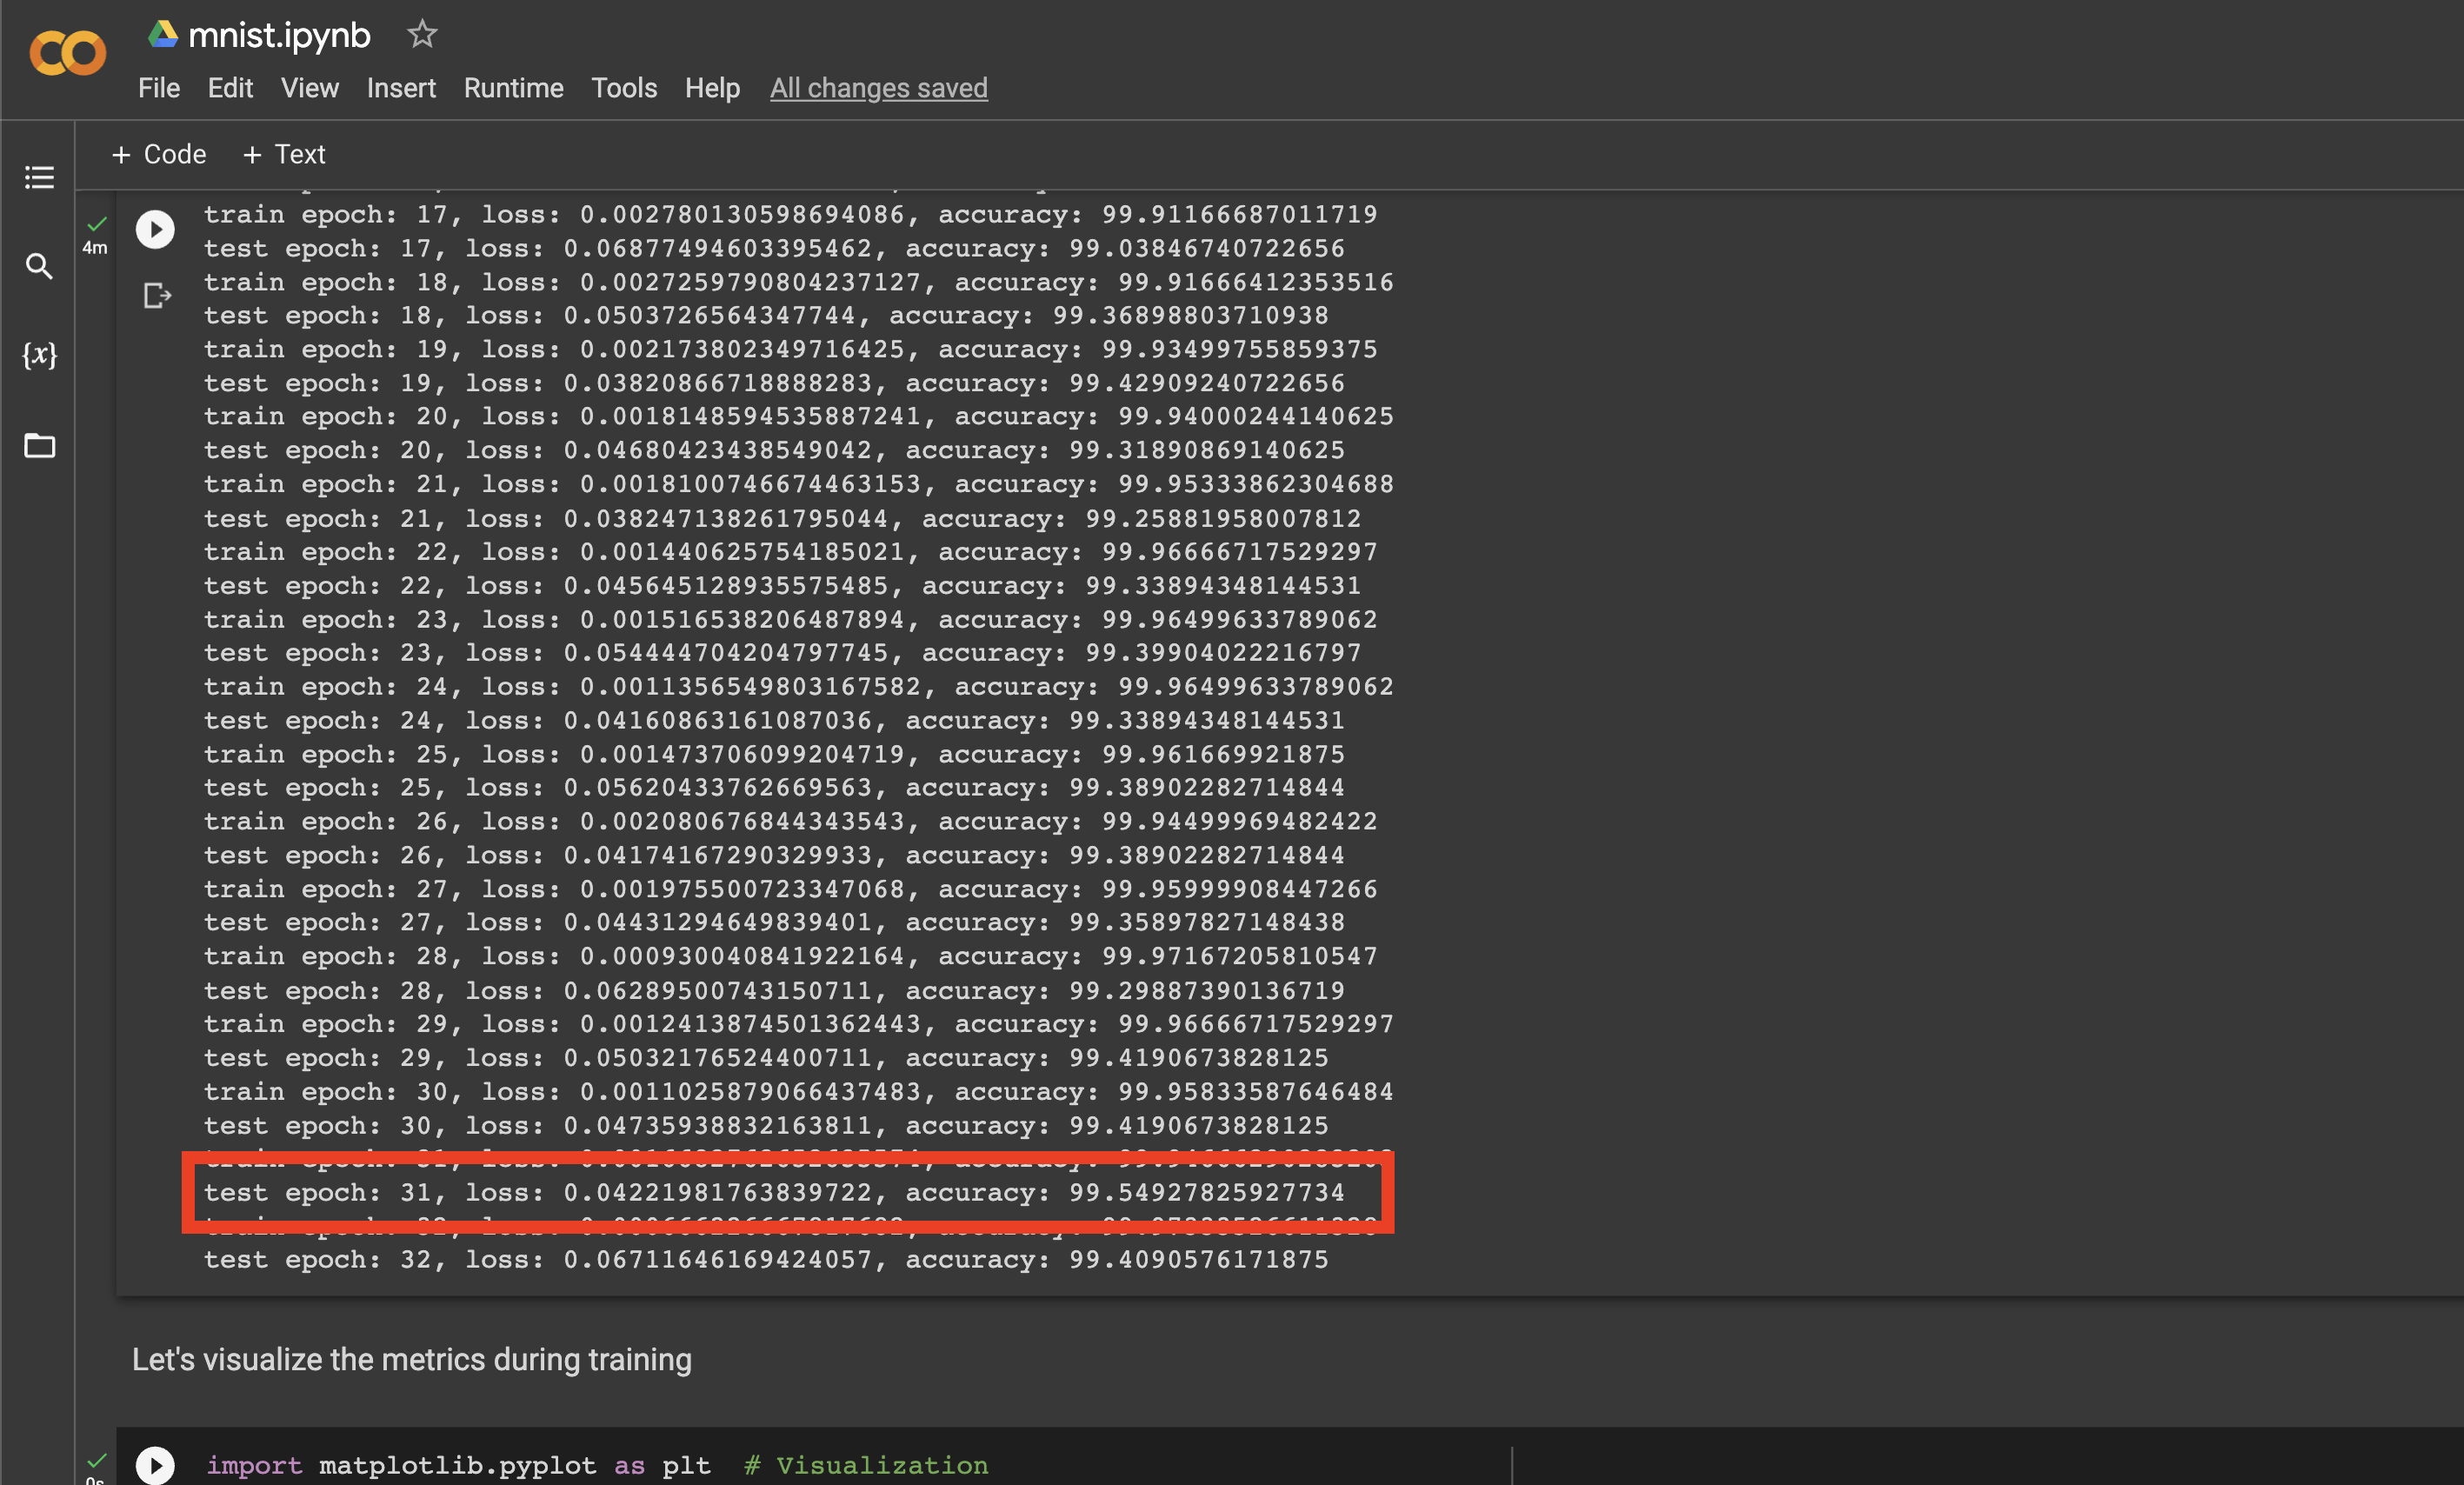 mnist.ipynb
File Edit View Insert Runtime Tools Help All changes saved
+ Code + Text
4m
train epoch: 17, loss: 0.002780130598694086, accuracy: 99.91166687011719
test epoch: 17, loss: 0.06877494603395462, accuracy: 99.03846740722656
train epoch: 18, loss: 0.0027259790804237127, accuracy: 99.91666412353516
test epoch: 18, loss: 0.0503726564347744, accuracy: 99.36898803710938
train epoch: 19, loss: 0.002173802349716425, accuracy: 99.93499755859375
test epoch: 19, loss: 0.03820866718888283, accuracy: 99.42909240722656
train epoch: 20, loss: 0.0018148594535887241, accuracy: 99.94000244140625
test epoch: 20, loss: 0.04680423438549042, accuracy: 99.31890869140625
train epoch: 21, loss: 0.0018100746674463153, accuracy: 99.95333862304688
test epoch: 21, loss: 0.038247138261795044, accuracy: 99.25881958007812
train epoch: 22, loss: 0.001440625754185021, accuracy: 99.96666717529297
test epoch: 22, loss: 0.045645128935575485, accuracy: 99.33894348144531
train epoch: 23, loss: 0.001516538206487894, accuracy: 99.96499633789062
test epoch: 23, loss: 0.054444704204797745, accuracy: 99.39904022216797
train epoch: 24, loss: 0.0011356549803167582, accuracy: 99.96499633789062
test epoch: 24, loss: 0.04160863161087036, accuracy: 99.33894348144531
train epoch: 25, loss: 0.001473706099204719, accuracy: 99.961669921875
test epoch: 25, loss: 0.05620433762669563, accuracy: 99.38902282714844
train epoch: 26, loss: 0.002080676844343543, accuracy: 99.94499969482422
test epoch: 26, loss: 0.04174167290329933, accuracy: 99.38902282714844
train epoch: 27, loss: 0.001975500723347068, accuracy: 99.95999908447266
test epoch: 27, loss: 0.04431294649839401, accuracy: 99.35897827148438
train epoch: 28, loss: 0.000930040841922164, accuracy: 99.97167205810547
test epoch: 28, loss: 0.06289500743150711, accuracy: 99.29887390136719
train epoch: 29, loss: 0.0012413874501362443, accuracy: 99.96666717529297
test epoch: 29, loss: 0.05032176524400711, accuracy: 99.4190673828125
train epoch: 30, loss: 0.0011025879066437483, accuracy: 99.95833587646484
test epoch: 30, loss: 0.04735938832163811, accuracy: 99.4190673828125
train epoch: 31, loss: accuracy:
test epoch: 31, loss: 0.04221981763839722, accuracy: 99.54927825927734
train epoch: 32, loss: accuracy:
test epoch: 32, loss: 0.06711646169424057, accuracy: 99.4090576171875
Let's visualize the metrics during training
0s
import matplotlib.pyplot as plt # Visualization